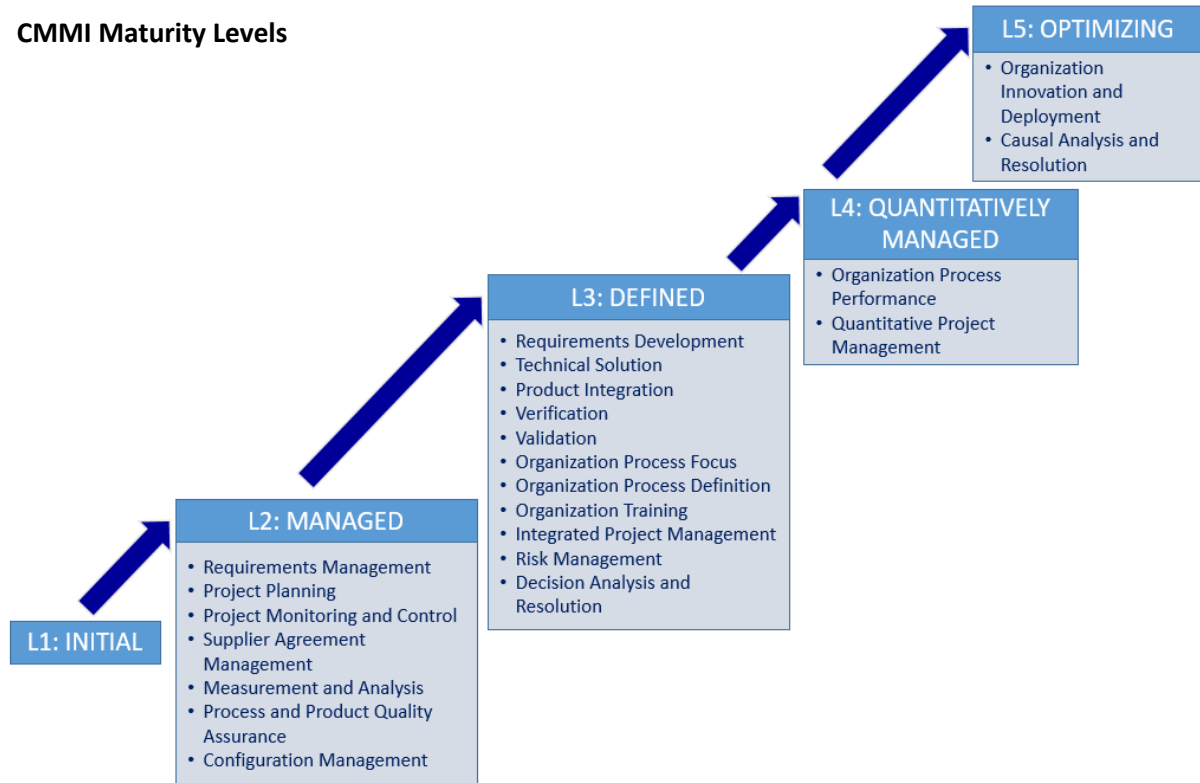 CMMI Maturity Levels
L5: OPTIMIZING
• Organization
Innovation and
Deployment
• Causal Analysis and
Resolution
L4: QUANTITATIVELY
MANAGED
• Organization Process
Performance
• Quantitative Project
Management
L3: DEFINED
• Requirements Development
• Technical Solution
• Product Integration
• Verification
• Validation
• Organization Process Focus
• Organization Process Definition
• Organization Training
• Integrated Project Management
• Risk Management
• Decision Analysis and
Resolution
L2: MANAGED
• Requirements Management
• Project Planning
• Project Monitoring and Control
• Supplier Agreement
Management
• Measurement and Analysis
• Process and Product Quality
Assurance
• Configuration Management
L1: INITIAL